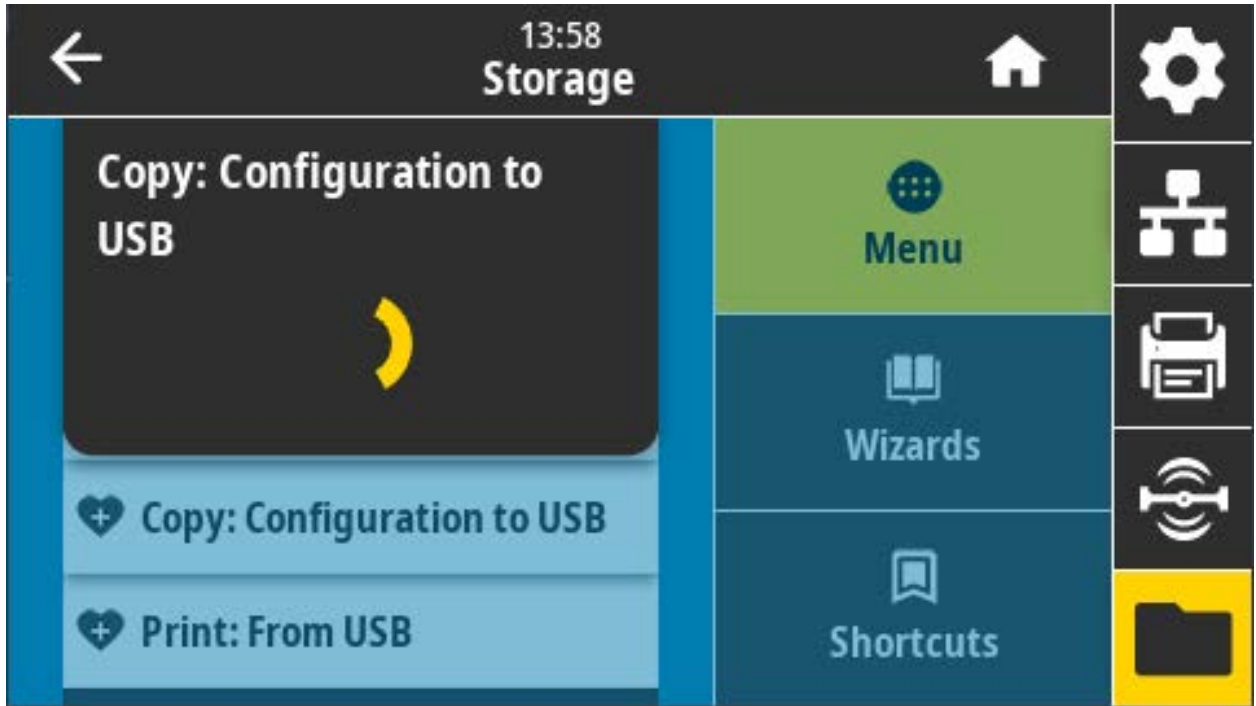 13:58
Storage
Copy: Configuration to
USB
Copy: Configuration to USB
Print: From USB
Menu
Wizards
Shortcuts